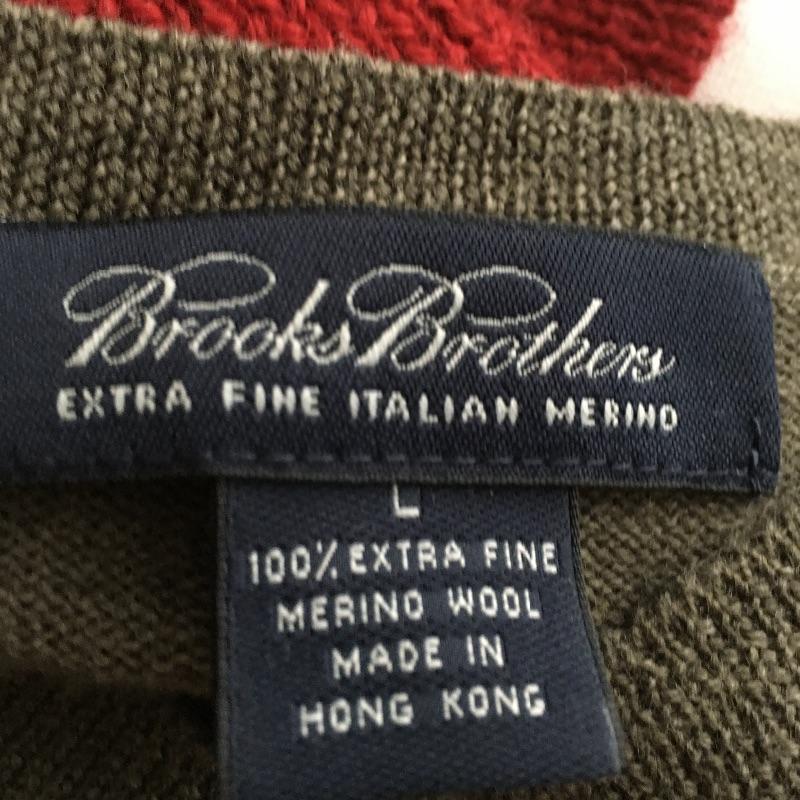 Brooks Brothers
EXTRA FINE ITALIAN MERINO
L
100% EXTRA FINE
MERINO WOOL
MADE IN
HONG KONG